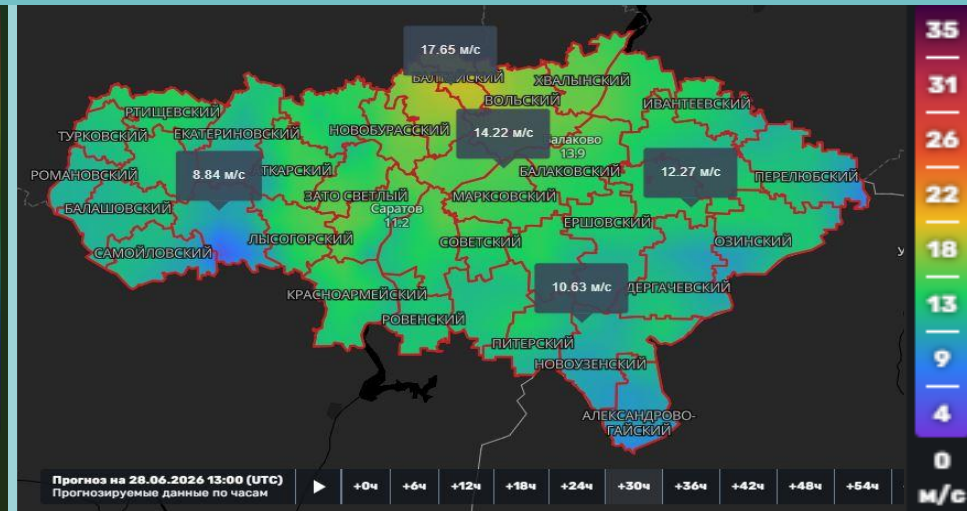 17.65 м/с
ХВАЛЫНСКИЙ
ВОЛЬСКИЙ
ИВАНТЕЕВСКИЙ
РТИЩЕВСКИЙ
ТУРКОВСКИЙ
ЕКАТЕРИНОВСКИЙ
НОВОБУРАССКИЙ
14.22 м/с
13.9
РОМАНОВСКИЙ
8.84 м/с
БАЛАКОВСКИЙ
12.27 м/с
ПЕРЕЛЮБСКИЙ
ЗАТО СВЕТЛЫЙ
МАРКСОВСКИЙ
БАЛАШОВСКИЙ
Саратов
11.2
ЕРШОВСКИЙ
САМОЙЛОВСКИЙ
ЛЫСОГОРСКИЙ
СОВЕТСКИЙ
ОЗИНСКИЙ
КРАСНОАРМЕЙСКИЙ
10.63 м/с
ДЕРГАЧЕВСКИЙ
РОВЕНСКИЙ
ПИТЕРСКИЙ
НОВОУЗЕНСКИЙ
АЛЕКСАНДРОВО-
ГАЙСКИЙ
Прогноз на 28.06.2026 13:00 (UTC)
Прогнозируемые данные по часам
+0ч +6ч +12ч +18ч +24ч +30ч +36ч +42ч +48ч +54ч
35
31
26
22
18
13
9
4
0
м/с